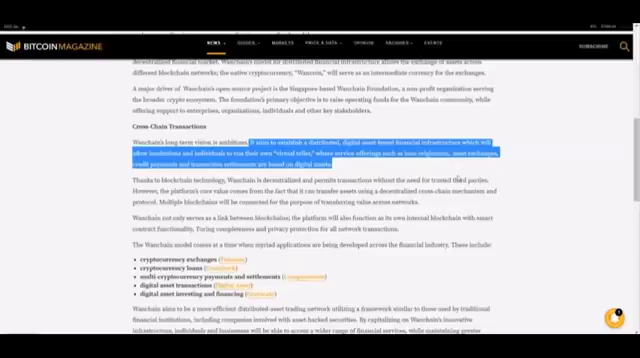 BITCOIN MAGAZINE
NEWS
GUIDES
MARKETS
PRICE & DATA
OPINION
ARCHIVES
EVENTS
SUBSCRIBE
decentralized financial market. Wanchain's model for distributed financial infrastructure allows the exchange of assets across
different blockchain networks; the native cryptocurrency, "Wancoin," will serve as an intermediate currency for the exchanges.
A major driver of Wanchain's open-source project is the Singapore-based Wanchain Foundation, a non-profit organization serving
the broader crypto ecosystem. The foundation's primary objective is to raise operating funds for the Wanchain community, while
offering support to enterprises, organizations, individuals and other key stakeholders.
Cross-Chain Transactions
Wanchain's long-term vision is ambitious. It aims to establish a distributed, digital asset-based financial infrastructure which will
allow institutions and individuals to run their own "virtual teller," where service offerings such as loan origination, asset exchanges,
credit payments and transaction settlements are based on digital assets.
Thanks to blockchain technology, Wanchain is decentralized and permits transactions without the need for trusted third parties.
However, the platform's core value comes from the fact that it can transfer assets using a decentralized cross-chain mechanism and
protocol. Multiple blockchains will be connected for the purpose of transferring value across networks.
Wanchain not only serves as a link between blockchains; the platform will also function as its own internal blockchain with smart
contract functionality, Turing completeness and privacy protection for all network transactions.
The Wanchain model comes at a time when myriad applications are being developed across the financial industry. These include:
• cryptocurrency exchanges
• cryptocurrency loans
• multi-cryptocurrency payments and settlements
• digital asset transactions
• digital asset investing and financing
Wanchain aims to be a more efficient distributed-asset trading network utilizing a framework similar to those used by traditional
financial institutions, including companies involved with asset-backed securities. By capitalizing on Wanchain's innovative
infrastructure, individuals and businesses will be able to access a wider range of financial services, while maintaining greater